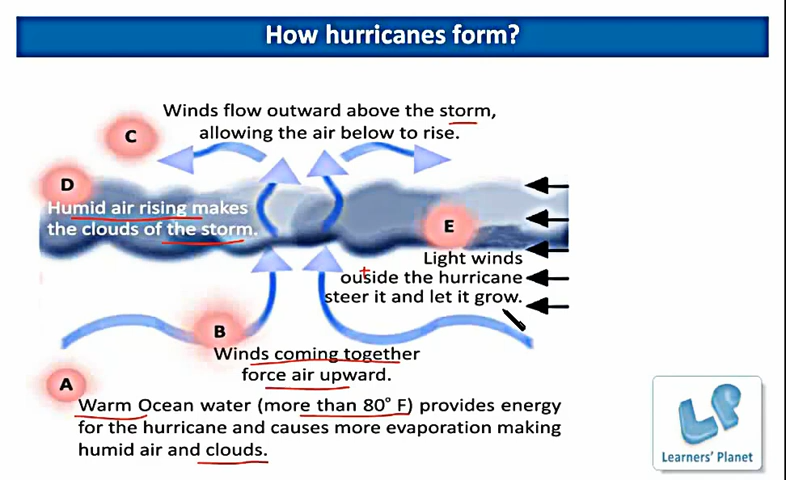 How hurricanes form?
Winds flow outward above the storm,
allowing the air below to rise.
C
D
Humid air rising makes
the clouds of the storm.
E
Light winds
ouside the hurricane
steer it and let it grow.
B
Winds coming together
force air upward.
A
Warm Ocean water (more than 80° F) provides energy
for the hurricane and causes more evaporation making
humid air and clouds.
LP
Learners' Planet